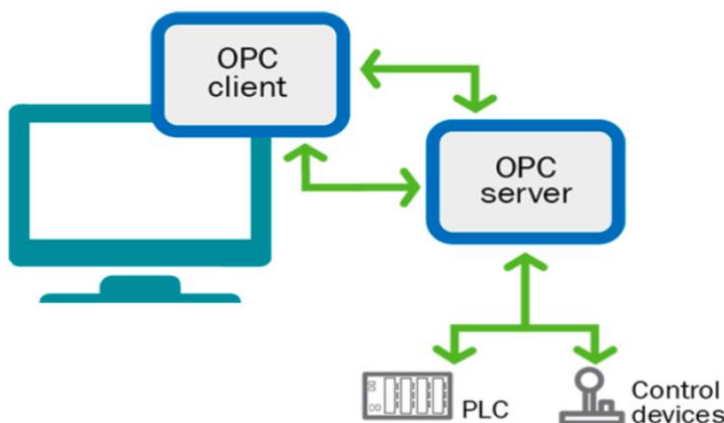 OPC
client
OPC
server
PLC
Control
devices